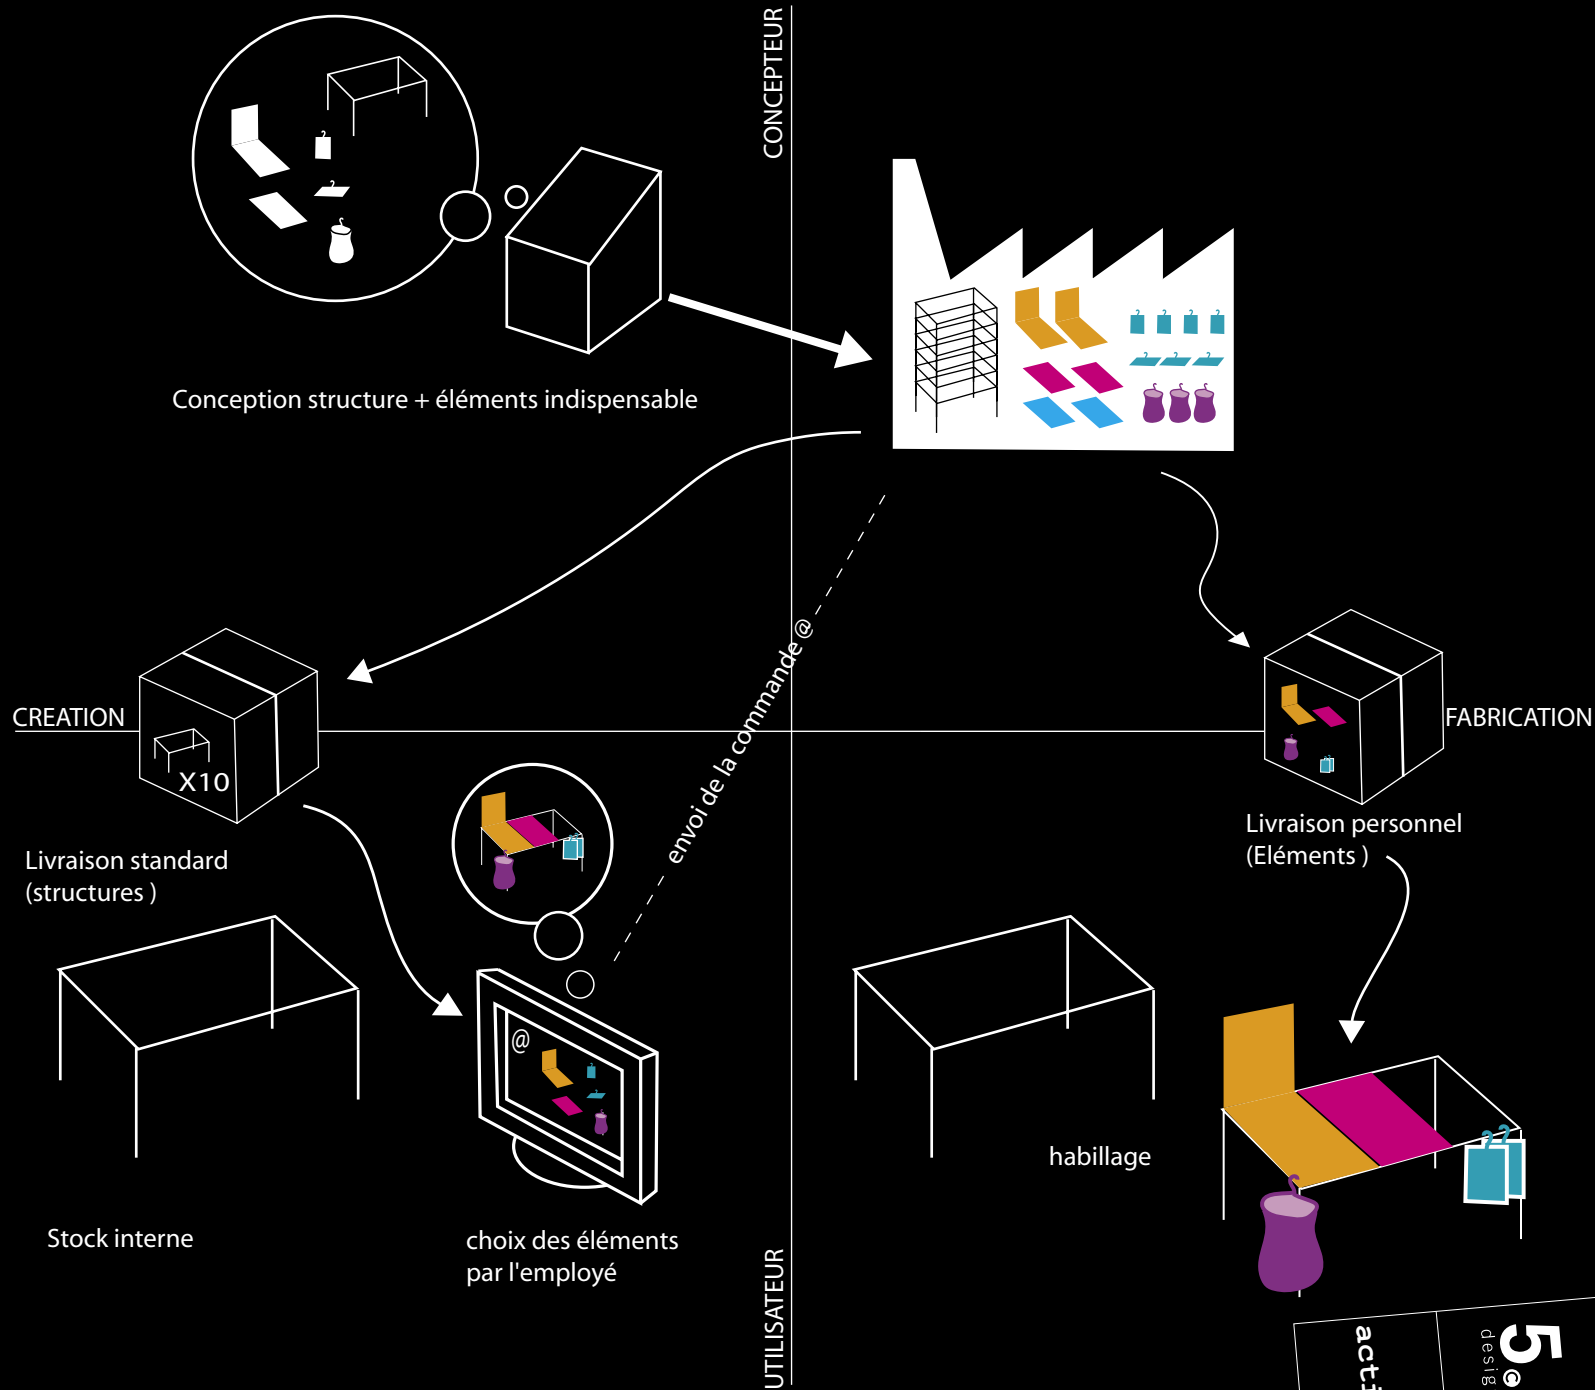 CONCEPTEUR
Conception structure + éléments indispensable
envoi de la commande @
CREATION
FABRICATION
X10
Livraison standard
(structures )
Livraison personnel
(Eléments )
@
habillage
Stock interne
choix des éléments
par l'employé
UTILISATEUR
5